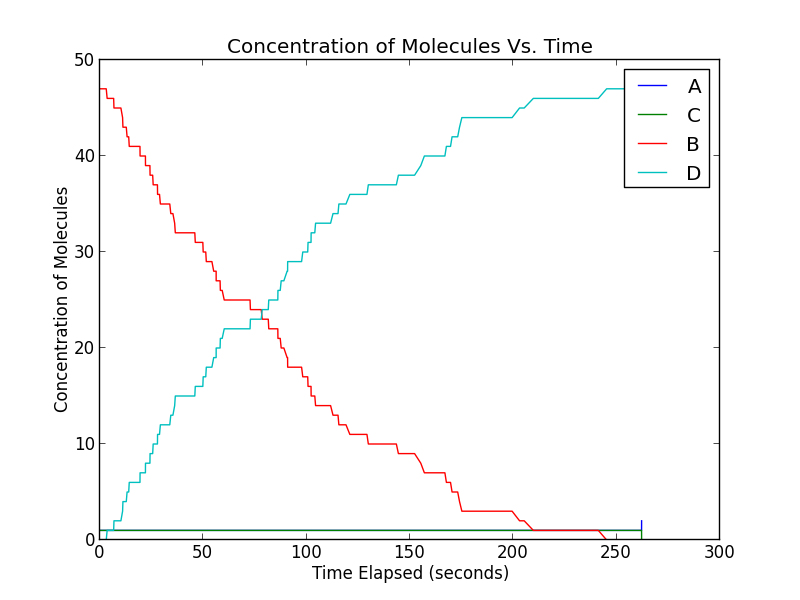 Concentration of Molecules Vs. Time
50
40
30
20
10
0
Concentration of Molecules
A
C
B
D
0 50 100 150 200 250 300
Time Elapsed (seconds)